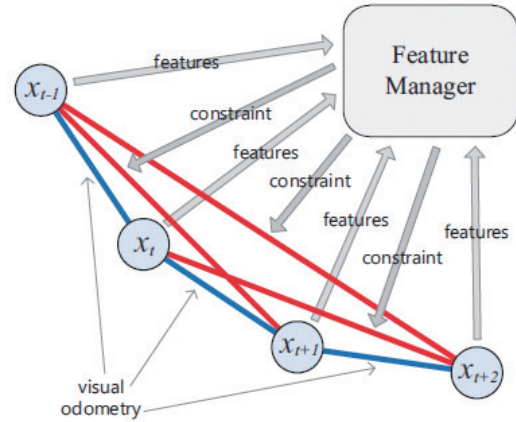 features
Feature
Manager
x_{t-1}
constraint
features
constraint
features
features
x_t
constraint
x_{t+1}
x_{t+2}
visual
odometry